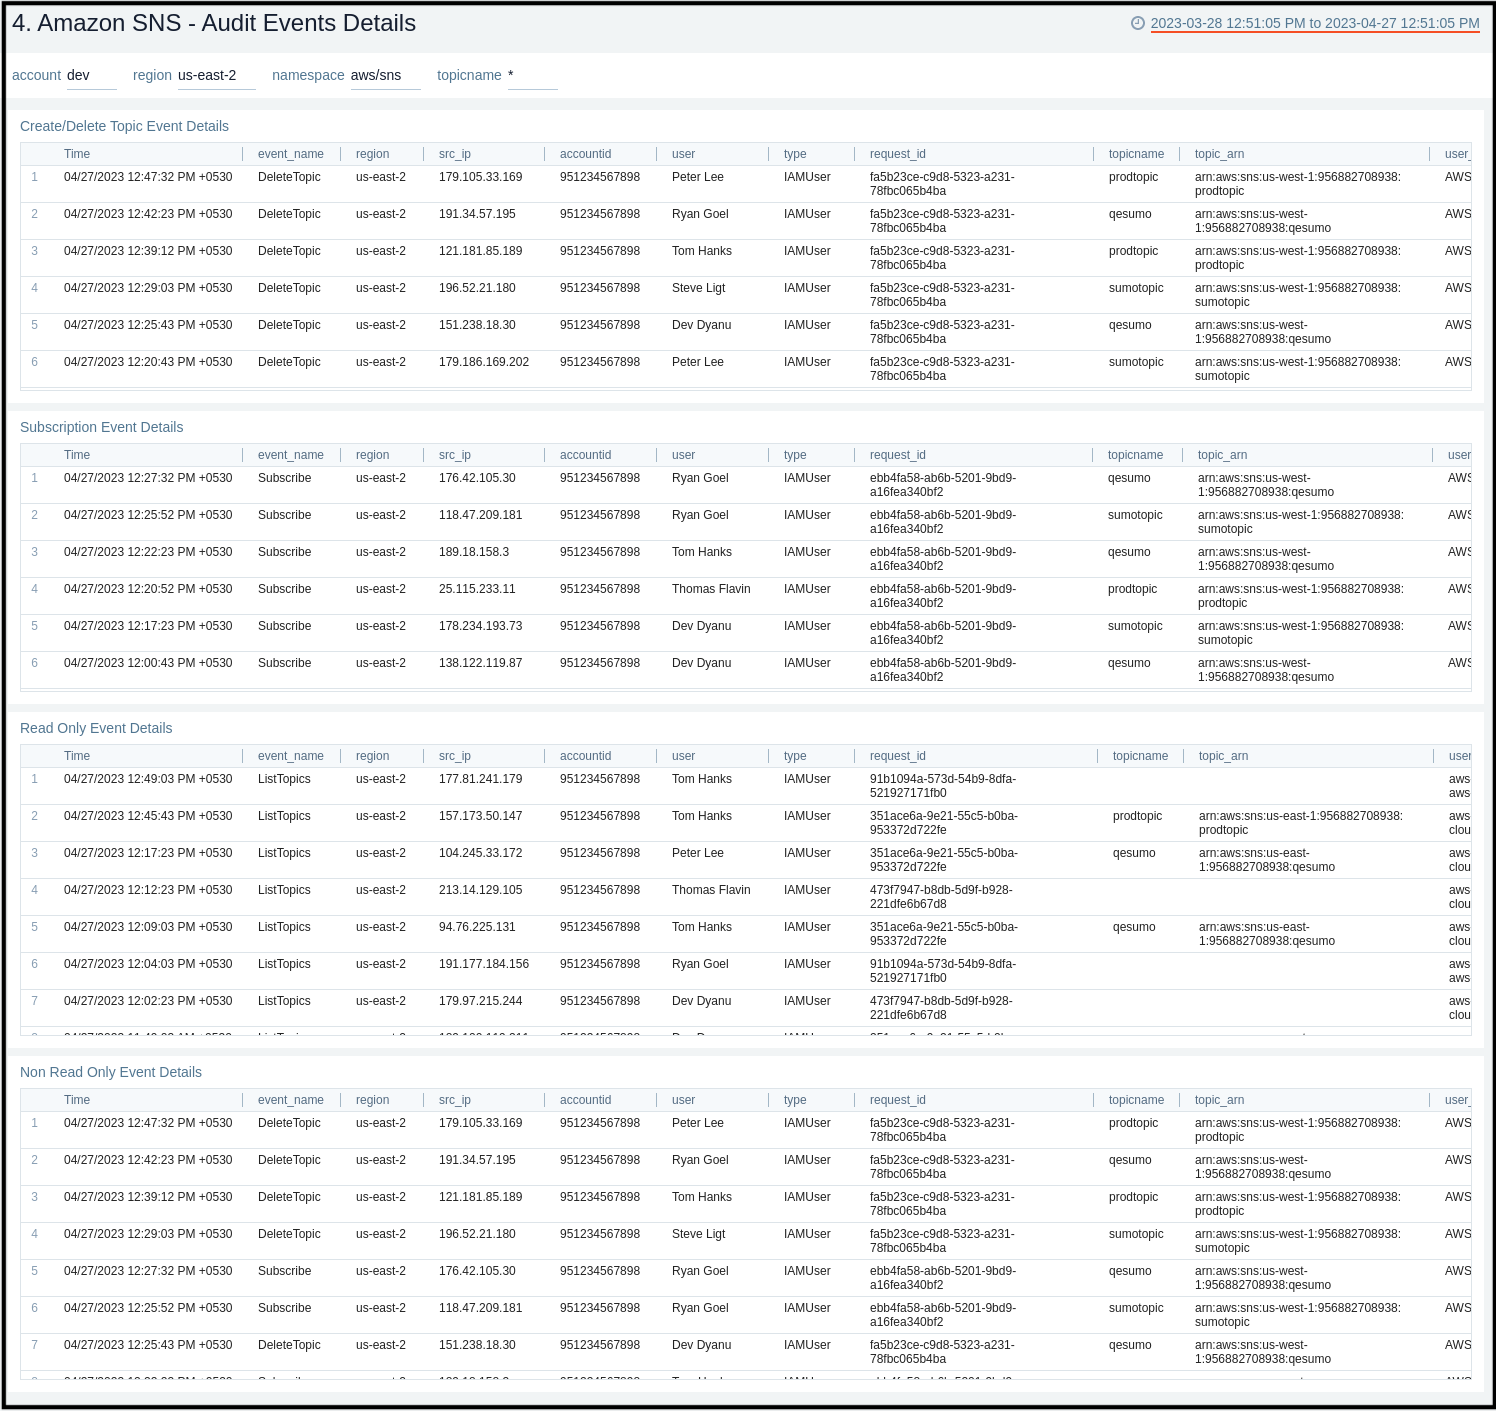 4. Amazon SNS - Audit Events Details
2023-03-28 12:51:05 PM to 2023-04-27 12:51:05 PM
account dev region us-east-2 namespace aws/sns topicname *
Create/Delete Topic Event Details
Time event_name region src_ip accountid user type request_id topicname topic_arn user_
1 04/27/2023 12:47:32 PM +0530 DeleteTopic us-east-2 179.105.33.169 951234567898 Peter Lee IAMUser fa5b23ce-c9d8-5323-a231- prodtopic arn:aws:sns:us-west-1:956882708938: AWS
78fbc065b4ba prodtopic
2 04/27/2023 12:42:23 PM +0530 DeleteTopic us-east-2 191.34.57.195 951234567898 Ryan Goel IAMUser fa5b23ce-c9d8-5323-a231- qesumo arn:aws:sns:us-west- AWS
78fbc065b4ba 1:956882708938:qesumo
3 04/27/2023 12:39:12 PM +0530 DeleteTopic us-east-2 121.181.85.189 951234567898 Tom Hanks IAMUser fa5b23ce-c9d8-5323-a231- prodtopic arn:aws:sns:us-west-1:956882708938: AWS
78fbc065b4ba prodtopic
4 04/27/2023 12:29:03 PM +0530 DeleteTopic us-east-2 196.52.21.180 951234567898 Steve Ligt IAMUser fa5b23ce-c9d8-5323-a231- sumotopic arn:aws:sns:us-west-1:956882708938: AWS
78fbc065b4ba sumotopic
5 04/27/2023 12:25:43 PM +0530 DeleteTopic us-east-2 151.238.18.30 951234567898 Dev Dyanu IAMUser fa5b23ce-c9d8-5323-a231- qesumo arn:aws:sns:us-west- AWS
78fbc065b4ba 1:956882708938:qesumo
6 04/27/2023 12:20:43 PM +0530 DeleteTopic us-east-2 179.186.169.202 951234567898 Peter Lee IAMUser fa5b23ce-c9d8-5323-a231- sumotopic arn:aws:sns:us-west-1:956882708938: AWS
78fbc065b4ba sumotopic
Subscription Event Details
Time event_name region src_ip accountid user type request_id topicname topic_arn user
1 04/27/2023 12:27:32 PM +0530 Subscribe us-east-2 176.42.105.30 951234567898 Ryan Goel IAMUser ebb4fa58-ab6b-5201-9bd9- qesumo arn:aws:sns:us-west- AWS
a16fea340bf2 1:956882708938:qesumo
2 04/27/2023 12:25:52 PM +0530 Subscribe us-east-2 118.47.209.181 951234567898 Ryan Goel IAMUser ebb4fa58-ab6b-5201-9bd9- sumotopic arn:aws:sns:us-west-1:956882708938: AWS
a16fea340bf2 sumotopic
3 04/27/2023 12:22:23 PM +0530 Subscribe us-east-2 189.18.158.3 951234567898 Tom Hanks IAMUser ebb4fa58-ab6b-5201-9bd9- qesumo arn:aws:sns:us-west- AWS
a16fea340bf2 1:956882708938:qesumo
4 04/27/2023 12:20:52 PM +0530 Subscribe us-east-2 25.115.233.11 951234567898 Thomas Flavin IAMUser ebb4fa58-ab6b-5201-9bd9- prodtopic arn:aws:sns:us-west-1:956882708938: AWS
a16fea340bf2 prodtopic
5 04/27/2023 12:17:23 PM +0530 Subscribe us-east-2 178.234.193.73 951234567898 Dev Dyanu IAMUser ebb4fa58-ab6b-5201-9bd9- sumotopic arn:aws:sns:us-west-1:956882708938: AWS
a16fea340bf2 sumotopic
6 04/27/2023 12:00:43 PM +0530 Subscribe us-east-2 138.122.119.87 951234567898 Dev Dyanu IAMUser ebb4fa58-ab6b-5201-9bd9- qesumo arn:aws:sns:us-west- AWS
a16fea340bf2 1:956882708938:qesumo
Read Only Event Details
Time event_name region src_ip accountid user type request_id topicname topic_arn user
1 04/27/2023 12:49:03 PM +0530 ListTopics us-east-2 177.81.241.179 951234567898 Tom Hanks IAMUser 91b1094a-573d-54b9-8dfa- aws
521927171fb0 aws
2 04/27/2023 12:45:43 PM +0530 ListTopics us-east-2 157.173.50.147 951234567898 Tom Hanks IAMUser 351ace6a-9e21-55c5-b0ba- prodtopic arn:aws:sns:us-east-1:956882708938: aws
953372d722fe prodtopic clou
3 04/27/2023 12:17:23 PM +0530 ListTopics us-east-2 104.245.33.172 951234567898 Peter Lee IAMUser 351ace6a-9e21-55c5-b0ba- qesumo arn:aws:sns:us-east- aws
953372d722fe 1:956882708938:qesumo clou
4 04/27/2023 12:12:23 PM +0530 ListTopics us-east-2 213.14.129.105 951234567898 Thomas Flavin IAMUser 473f7947-b8db-5d9f-b928- aws
221dfe6b67d8 clou
5 04/27/2023 12:09:03 PM +0530 ListTopics us-east-2 94.76.225.131 951234567898 Tom Hanks IAMUser 351ace6a-9e21-55c5-b0ba- qesumo arn:aws:sns:us-east- aws
953372d722fe 1:956882708938:qesumo clou
6 04/27/2023 12:04:03 PM +0530 ListTopics us-east-2 191.177.184.156 951234567898 Ryan Goel IAMUser 91b1094a-573d-54b9-8dfa- aws
521927171fb0 aws
7 04/27/2023 12:02:23 PM +0530 ListTopics us-east-2 179.97.215.244 951234567898 Dev Dyanu IAMUser 473f7947-b8db-5d9f-b928- aws
221dfe6b67d8 clou
Non Read Only Event Details
Time event_name region src_ip accountid user type request_id topicname topic_arn user_
1 04/27/2023 12:47:32 PM +0530 DeleteTopic us-east-2 179.105.33.169 951234567898 Peter Lee IAMUser fa5b23ce-c9d8-5323-a231- prodtopic arn:aws:sns:us-west-1:956882708938: AWS
78fbc065b4ba prodtopic
2 04/27/2023 12:42:23 PM +0530 DeleteTopic us-east-2 191.34.57.195 951234567898 Ryan Goel IAMUser fa5b23ce-c9d8-5323-a231- qesumo arn:aws:sns:us-west- AWS
78fbc065b4ba 1:956882708938:qesumo
3 04/27/2023 12:39:12 PM +0530 DeleteTopic us-east-2 121.181.85.189 951234567898 Tom Hanks IAMUser fa5b23ce-c9d8-5323-a231- prodtopic arn:aws:sns:us-west-1:956882708938: AWS
78fbc065b4ba prodtopic
4 04/27/2023 12:29:03 PM +0530 DeleteTopic us-east-2 196.52.21.180 951234567898 Steve Ligt IAMUser fa5b23ce-c9d8-5323-a231- sumotopic arn:aws:sns:us-west-1:956882708938: AWS
78fbc065b4ba sumotopic
5 04/27/2023 12:27:32 PM +0530 Subscribe us-east-2 176.42.105.30 951234567898 Ryan Goel IAMUser ebb4fa58-ab6b-5201-9bd9- qesumo arn:aws:sns:us-west- AWS
a16fea340bf2 1:956882708938:qesumo
6 04/27/2023 12:25:52 PM +0530 Subscribe us-east-2 118.47.209.181 951234567898 Ryan Goel IAMUser ebb4fa58-ab6b-5201-9bd9- sumotopic arn:aws:sns:us-west-1:956882708938: AWS
a16fea340bf2 sumotopic
7 04/27/2023 12:25:43 PM +0530 DeleteTopic us-east-2 151.238.18.30 951234567898 Dev Dyanu IAMUser fa5b23ce-c9d8-5323-a231- qesumo arn:aws:sns:us-west- AWS
78fbc065b4ba 1:956882708938:qesumo